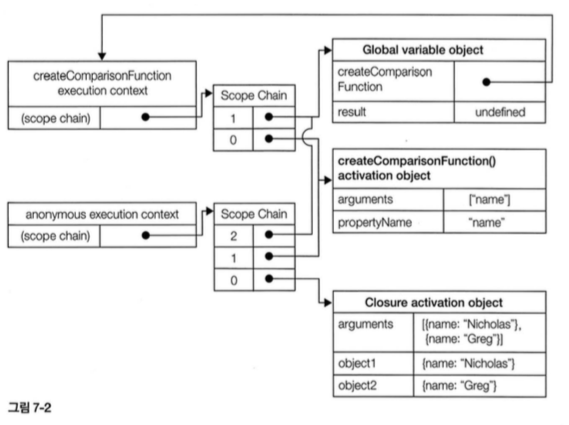 Global variable object
createComparison
Function
result undefined
createComparisonFunction
execution context
(scope chain)
Scope Chain
1
0
createComparisonFunction()
activation object
arguments ["name"]
propertyName "name"
anonymous execution context
(scope chain)
Scope Chain
2
1
0
Closure activation object
arguments [{name: "Nicholas"},
{name: "Greg"}]
object1 {name: "Nicholas"}
object2 {name: "Greg"}
그림 7-2